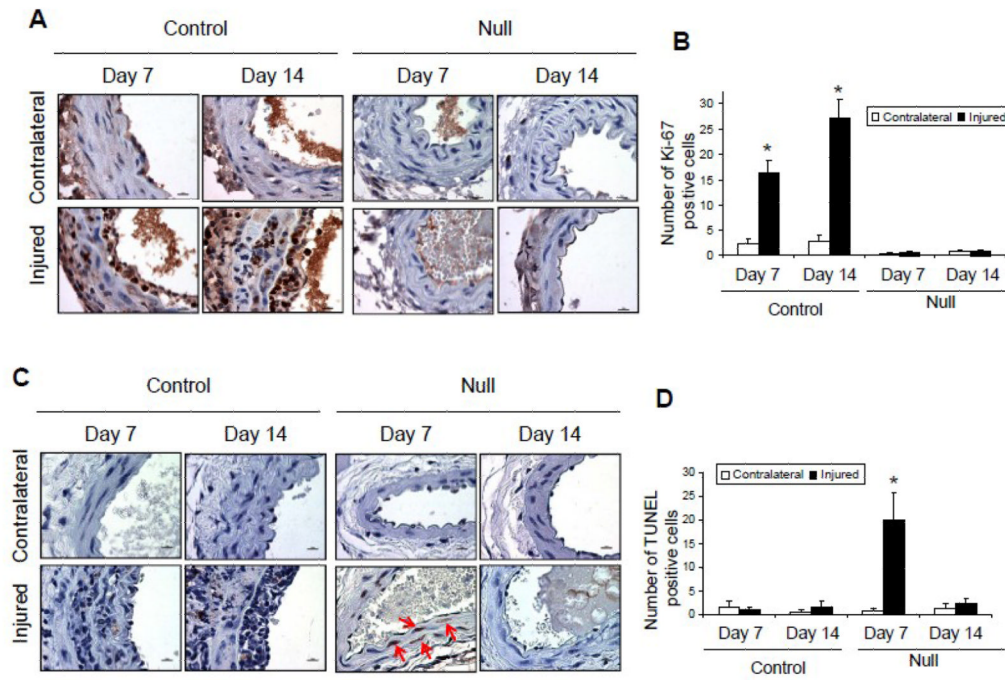 A
Control
Null
Day 7
Day 14
Day 7
Day 14
Contralateral
Injured
B
Number of Ki-67
postive cells
30
25
20
15
10
5
0
Contralateral
Injured
*
*
Day 7
Day 14
Day 7
Day 14
Control
Null
C
Control
Null
Day 7
Day 14
Day 7
Day 14
Contralateral
Injured
D
Number of TUNEL
positive cells
30
25
20
15
10
5
0
Contralateral
Injured
*
Day 7
Day 14
Day 7
Day 14
Control
Null